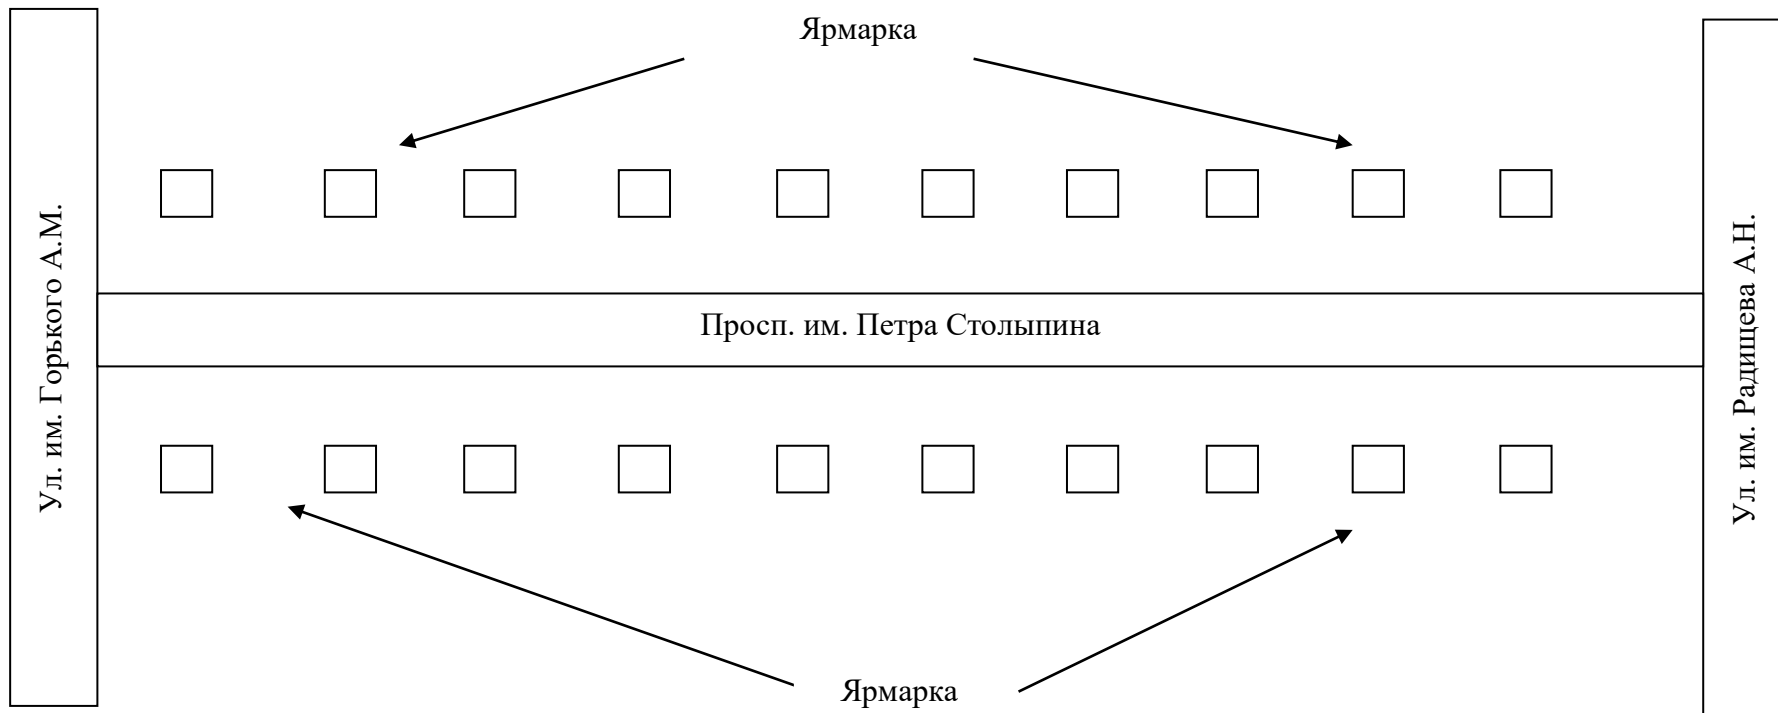 Ярмарка
Ул. им. Горького А.М.
Просп. им. Петра Столыпина
Ул. им. Радищева А.Н.
Ярмарка